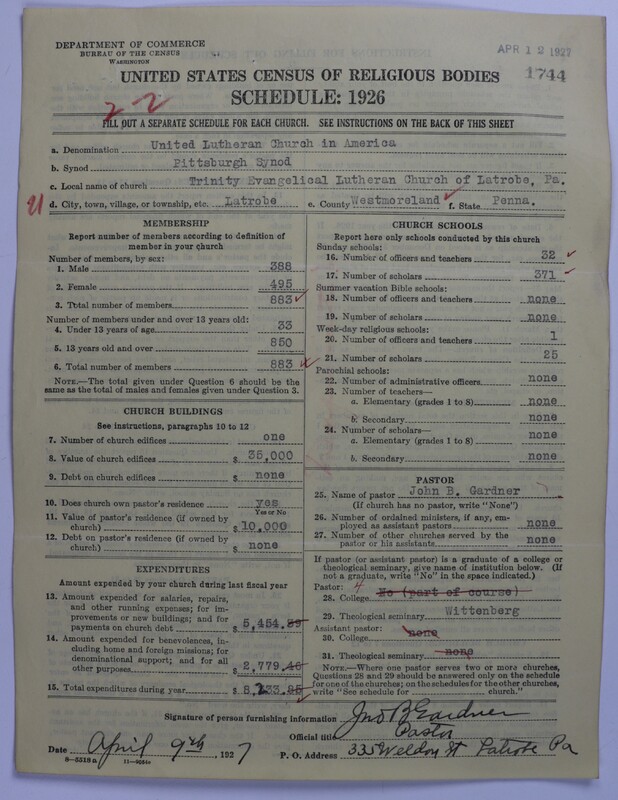 DEPARTMENT OF COMMERCE
BUREAU OF THE CENSUS
WASHINGTON
APR 12 1927
1744
UNITED STATES CENSUS OF RELIGIOUS BODIES
SCHEDULE: 1926
2-2
FILL OUT A SEPARATE SCHEDULE FOR EACH CHURCH. SEE INSTRUCTIONS ON THE BACK OF THIS SHEET
a. Denomination United Lutheran Church in America
b. Synod Pittsburgh Synod
c. Local name of church Trinity Evangelical Lutheran Church of Latrobe, Pa.
d. City, town, village, or township, etc. Latrobe e. County Westmoreland f. State Penna.
MEMBERSHIP
Report number of members according to definition of
member in your church
Number of members, by sex:
1. Male 388
2. Female 495
3. Total number of members 883
Number of members under and over 13 years old:
4. Under 13 years of age 33
5. 13 years old and over 850
6. Total number of members 883
NOTE.—The total given under Question 6 should be
same as the total of males and females given under Question 3.
CHURCH BUILDINGS
See instructions, paragraphs 10 to 12
7. Number of church edifices one
8. Value of church edifices $ 35,000
9. Debt on church edifices $ none
10. Does church own pastor's residence yes
Yes or No
11. Value of pastor's residence (if owned by
church) $ 10,000
12. Debt on pastor's residence (if owned by
church) $ none
EXPENDITURES
Amount expended by your church during last fiscal year
13. Amount expended for salaries, repairs,
and other running expenses; for im-
provements or new buildings; and for
payments on church debt $ 5,454.39
14. Amount expended for benevolences, in-
cluding home and foreign missions; for
denominational support; and for all
other purposes $ 2,779.46
15. Total expenditures during year $ 8,233.85
CHURCH SCHOOLS
Report here only schools conducted by this church
Sunday schools:
16. Number of officers and teachers 32
17. Number of scholars 371
Summer vacation Bible schools:
18. Number of officers and teachers none
19. Number of scholars none
Week-day religious schools:
20. Number of officers and teachers 1
21. Number of scholars 25
Parochial schools:
22. Number of administrative officers none
23. Number of teachers—
a. Elementary (grades 1 to 8) none
b. Secondary none
24. Number of scholars—
a. Elementary (grades 1 to 8) none
b. Secondary none
PASTOR
25. Name of pastor John B. Gardner
(If church has no pastor, write "None")
26. Number of ordained ministers, if any, em-
ployed as assistant pastors none
27. Number of other churches served by the
pastor or his assistants none
If pastor (or assistant pastor) is a graduate of a college or
theological seminary, give name of institution below. (If
not a graduate, write "No" in the space indicated.)
Pastor:
28. College No (part of course)
29. Theological seminary Wittenberg
Assistant pastor:
30. College none
31. Theological seminary none
NOTE.—Where one pastor serves two or more churches,
Questions 28 and 29 should be answered only on the schedule
for one of the churches; on the schedules for the other churches,
write "See schedule for church."
Signature of person furnishing information Jno B Gardner
Official title Pastor
Date April 9th, 1927 P. O. Address 335 Weldon St Latrobe Pa
8—5319 a